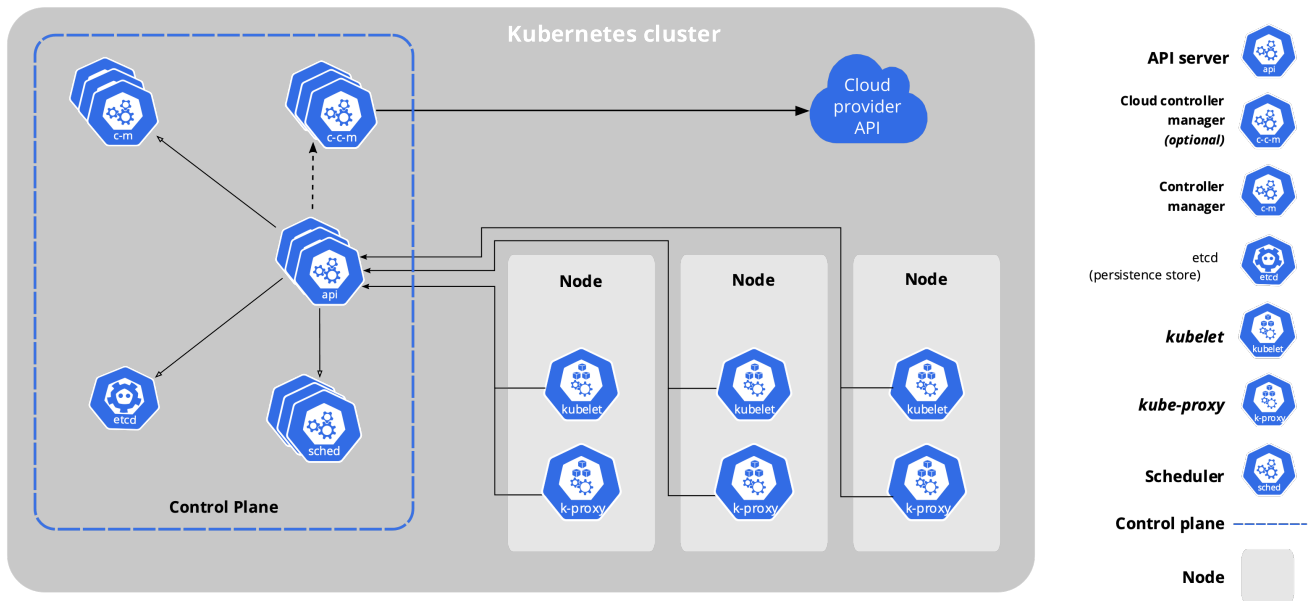 Kubernetes cluster
c-m
c-c-m
Cloud
provider
API
api
etcd
sched
Control Plane
Node
kubelet
k-proxy
Node
kubelet
k-proxy
Node
kubelet
k-proxy
API server
api
Cloud controller
manager
(optional)
c-c-m
Controller
manager
c-m
etcd
(persistence store)
etcd
kubelet
kubelet
kube-proxy
k-proxy
Scheduler
sched
Control plane
Node